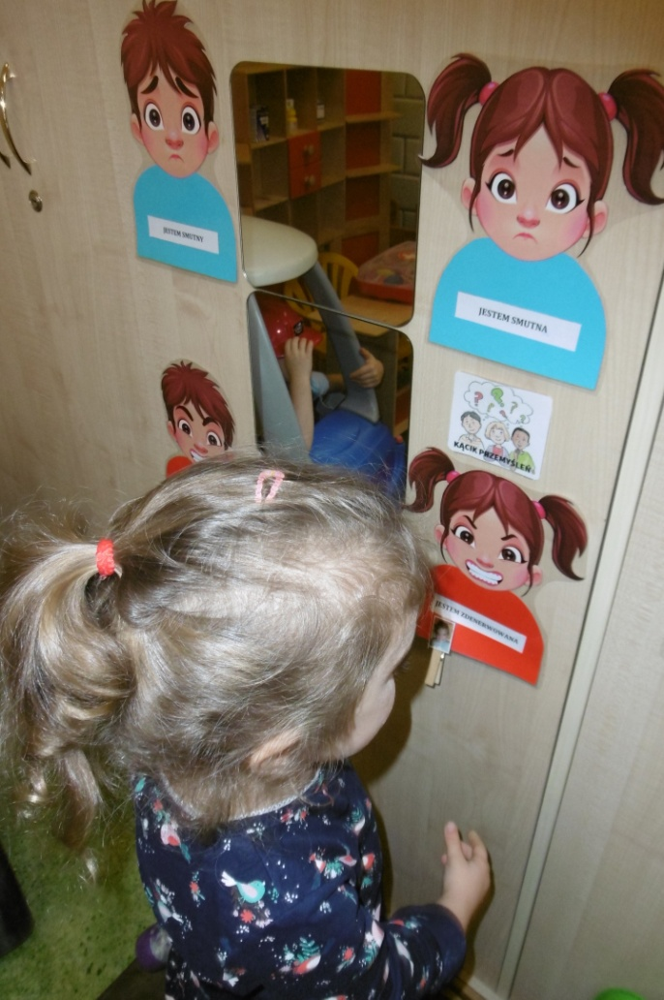 JESTEM SMUTNY
JESTEM SMUTNA
KĄCIK PRZEMYŚLEŃ
JESTEM ZDENERWOWANA